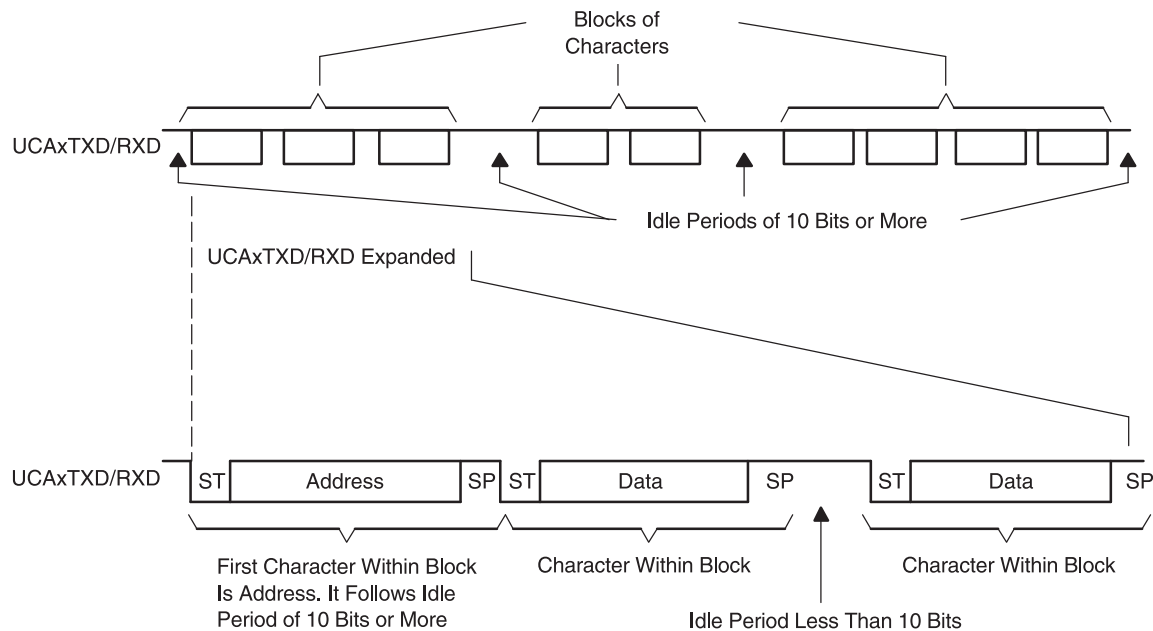 Blocks of
Characters
UCAxTXD/RXD
Idle Periods of 10 Bits or More
UCAxTXD/RXD Expanded
UCAxTXD/RXD
ST
Address
SP
ST
Data
SP
ST
Data
SP
First Character Within Block
Is Address. It Follows Idle
Period of 10 Bits or More
Character Within Block
Character Within Block
Idle Period Less Than 10 Bits